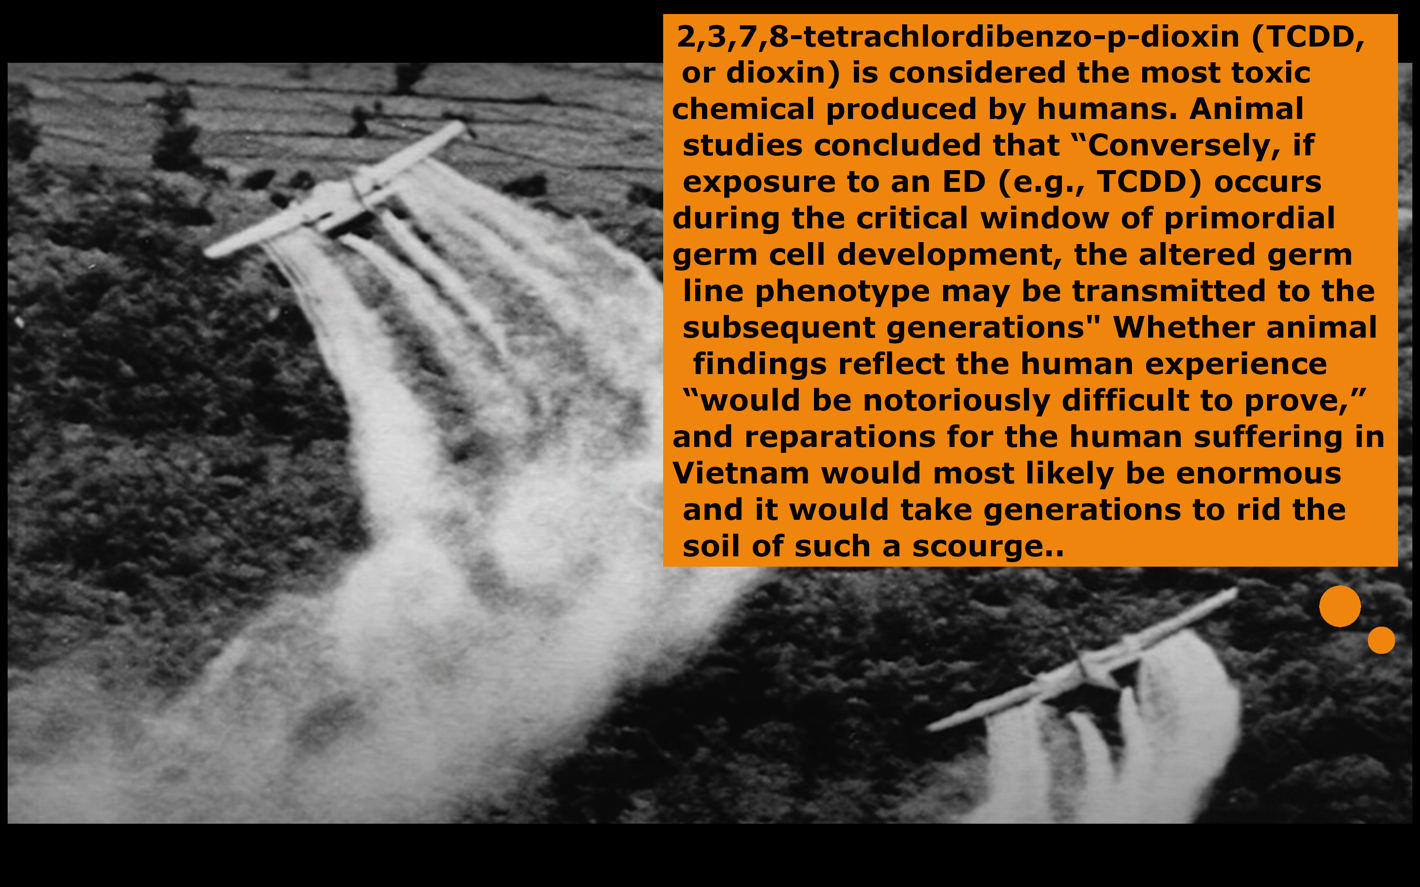 2,3,7,8-tetrachlordibenzo-p-dioxin (TCDD,
or dioxin) is considered the most toxic
chemical produced by humans. Animal
studies concluded that “Conversely, if
exposure to an ED (e.g., TCDD) occurs
during the critical window of primordial
germ cell development, the altered germ
line phenotype may be transmitted to the
subsequent generations" Whether animal
findings reflect the human experience
“would be notoriously difficult to prove,”
and reparations for the human suffering in
Vietnam would most likely be enormous
and it would take generations to rid the
soil of such a scourge..